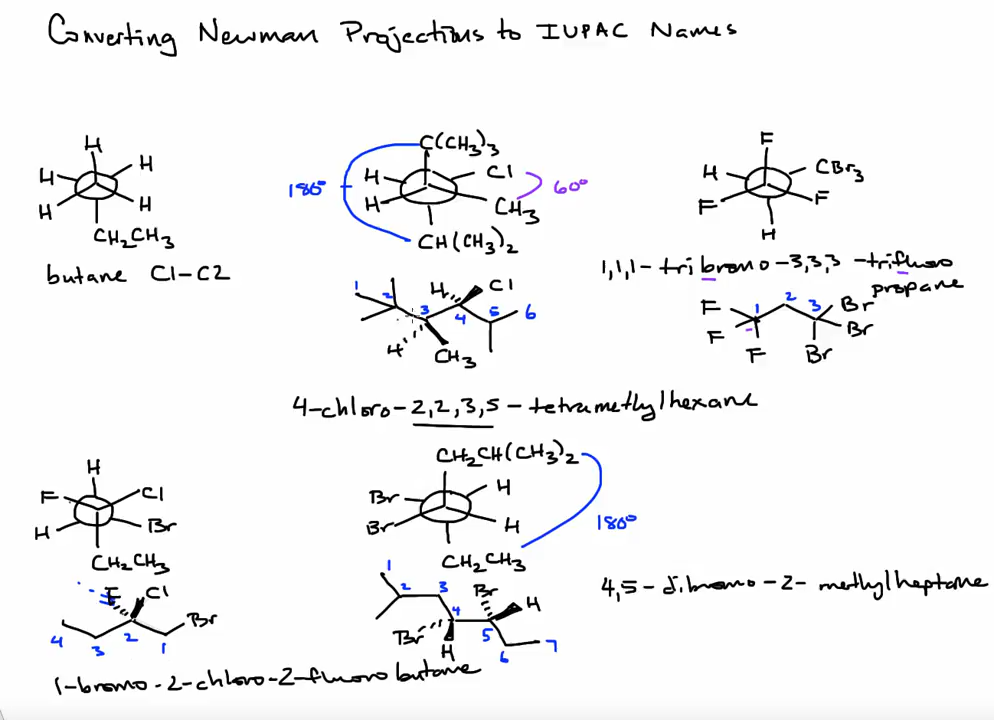 Converting Newman Projections to IUPAC Names
H
H
H
H
H
CH2CH3
butane C1-C2
C(CH3)3
H
Cl
H
CH3
CH(CH3)2
180°
60°
1
2
3
4
5
6
H
Cl
H
CH3
4-chloro-2,2,3,5-tetramethylhexane
F
H
CBr3
F
F
H
1,1,1-tribromo-3,3,3-trifluoro
propane
F
F
F
1
2
3
Br
Br
Br
H
F
Cl
H
Br
CH2CH3
F
Cl
Br
4
3
2
1
1-bromo-2-chloro-2-fluorobutane
CH2CH(CH3)2
Br
H
Br
H
CH2CH3
180°
1
2
3
4
5
6
7
Br
H
Br
H
4,5-dibromo-2-methylheptane